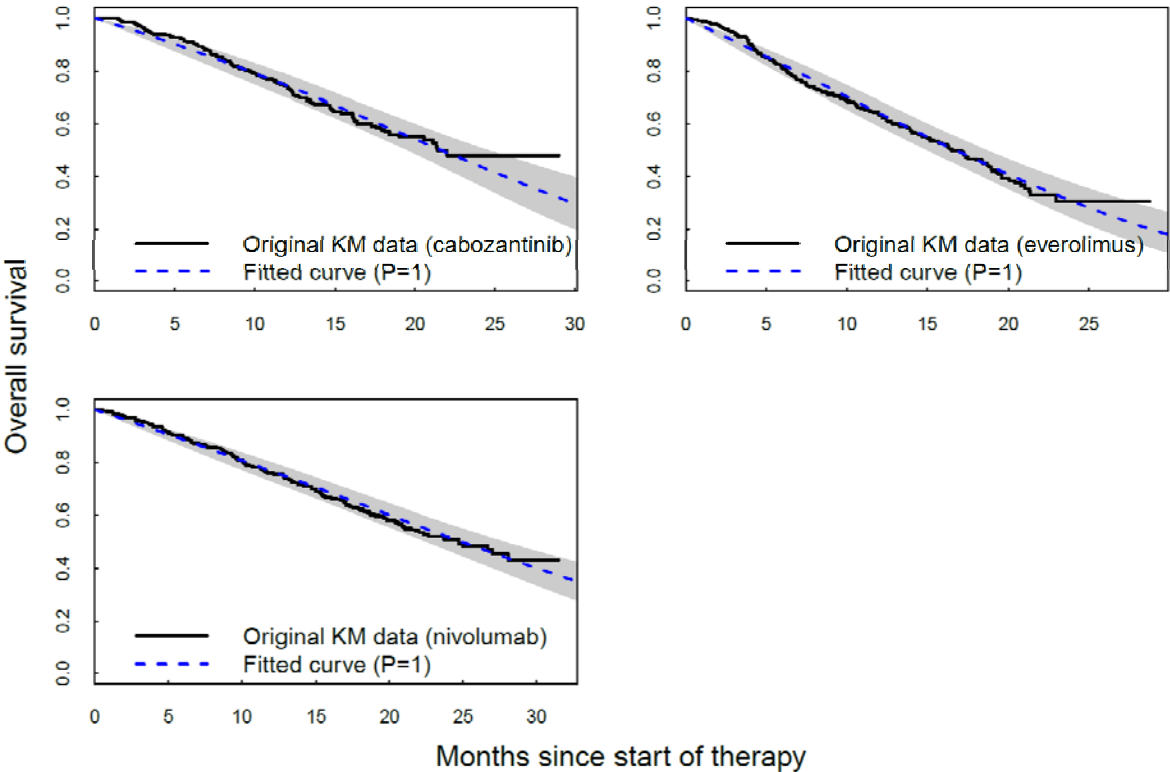 Overall survival
1.0
0.8
0.6
0.4
0.2
0.0
Original KM data (cabozantinib)
Fitted curve (P=1)
0 5 10 15 20 25 30
1.0
0.8
0.6
0.4
0.2
0.0
Original KM data (everolimus)
Fitted curve (P=1)
0 5 10 15 20 25
1.0
0.8
0.6
0.4
0.2
0.0
Original KM data (nivolumab)
Fitted curve (P=1)
0 5 10 15 20 25 30
Months since start of therapy